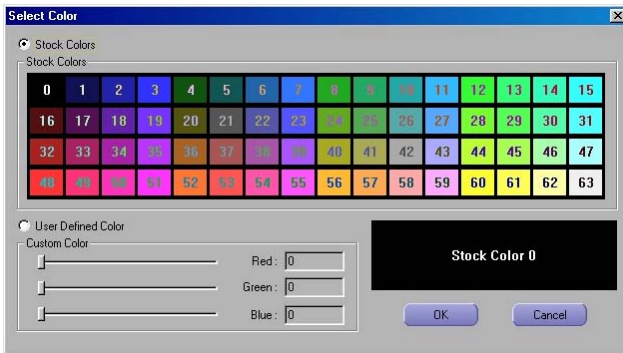 Select Color
Stock Colors
Stock Colors
0 1 2 3 4 5 6 7 8 9 10 11 12 13 14 15
16 17 18 19 20 21 22 23 24 25 26 27 28 29 30 31
32 33 34 35 36 37 38 39 40 41 42 43 44 45 46 47
48 49 50 51 52 53 54 55 56 57 58 59 60 61 62 63
User Defined Color
Custom Color
Red : 0
Green : 0
Blue : 0
Stock Color 0
OK Cancel